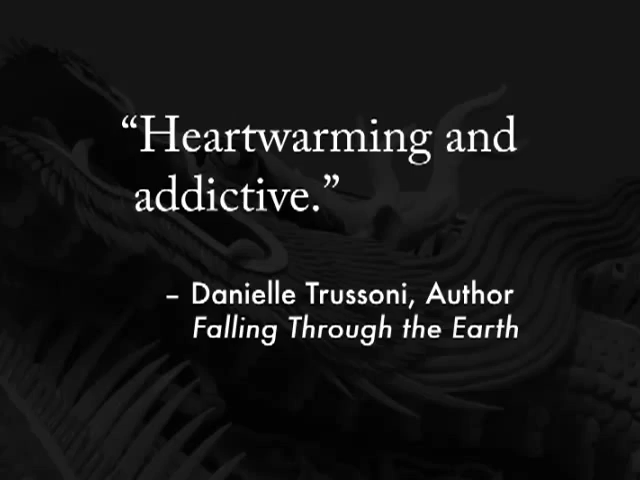 “Heartwarming and
addictive.”
– Danielle Trussoni, Author
Falling Through the Earth